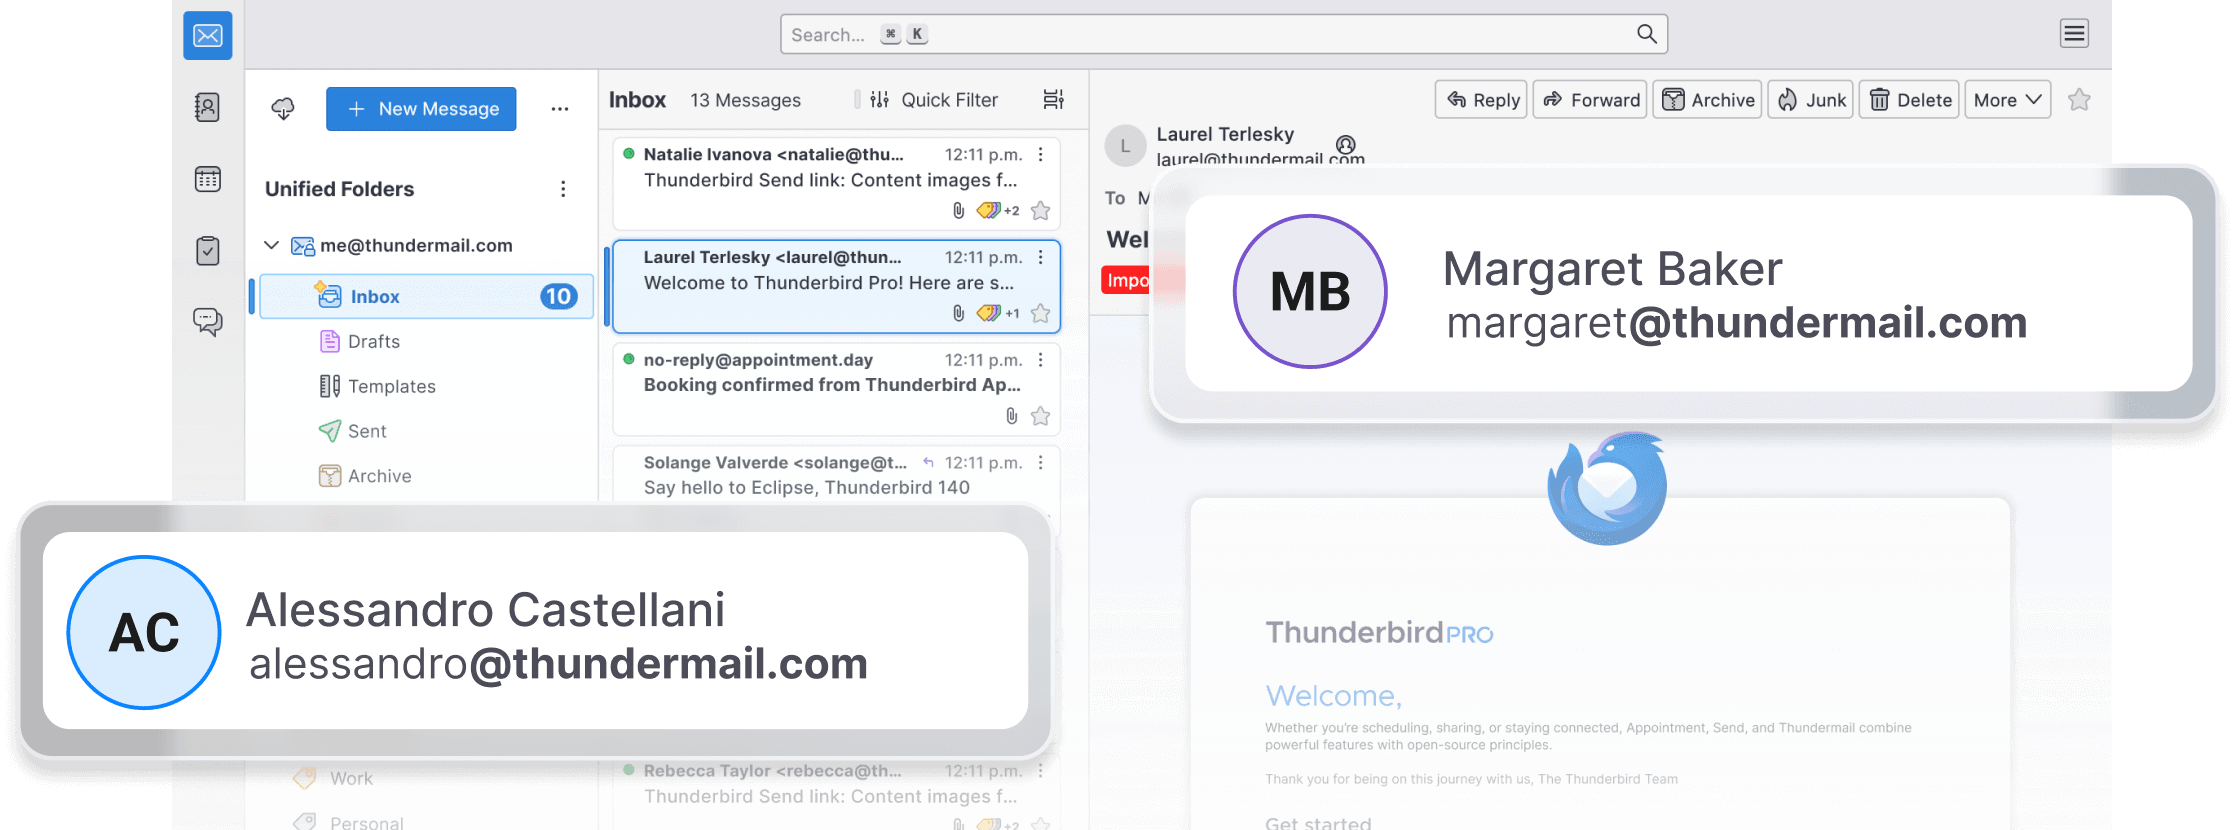 Search... ⌘ K
New Message
Unified Folders
me@thundermail.com
Inbox 10
Drafts
Templates
Sent
Archive
Work
Personal
Inbox 13 Messages Quick Filter
Natalie Ivanova <natalie@thu... 12:11 p.m.
Thunderbird Send link: Content images f...
+2
Laurel Terlesky <laurel@thun... 12:11 p.m.
Welcome to Thunderbird Pro! Here are s...
+1
no-reply@appointment.day 12:11 p.m.
Booking confirmed from Thunderbird Ap...
Solange Valverde <solange@t... 12:11 p.m.
Say hello to Eclipse, Thunderbird 140
Rebecca Taylor <rebecca@th... 12:11 p.m.
Thunderbird Send link: Content images f...
+2
Reply Forward Archive Junk Delete More
L
Laurel Terlesky
laurel@thundermail.com
To M
Wel
Impo
MB
Margaret Baker
margaret@thundermail.com
AC
Alessandro Castellani
alessandro@thundermail.com
Thunderbird PRO
Welcome,
Whether you're scheduling, sharing, or staying connected, Appointment, Send, and Thundermail combine
powerful features with open-source principles.
Thank you for being on this journey with us, The Thunderbird Team
Get started